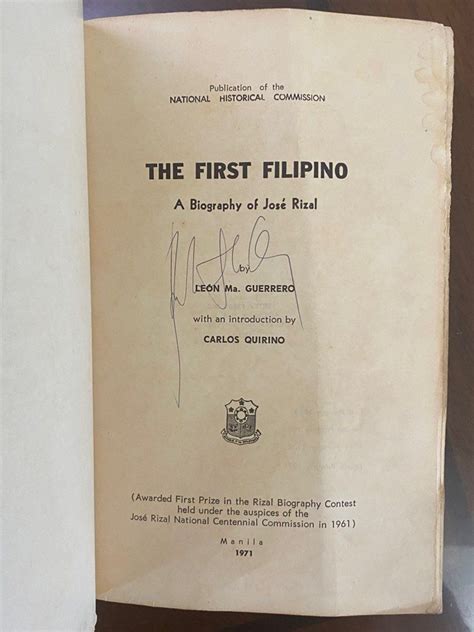 Publication of the
NATIONAL HISTORICAL COMMISSION
THE FIRST FILIPINO
A Biography of José Rizal
by
LEÓN Ma. GUERRERO
with an introduction by
CARLOS QUIRINO
(Awarded First Prize in the Rizal Biography Contest
held under the auspices of the
José Rizal National Centennial Commission in 1961)
Manila
1971